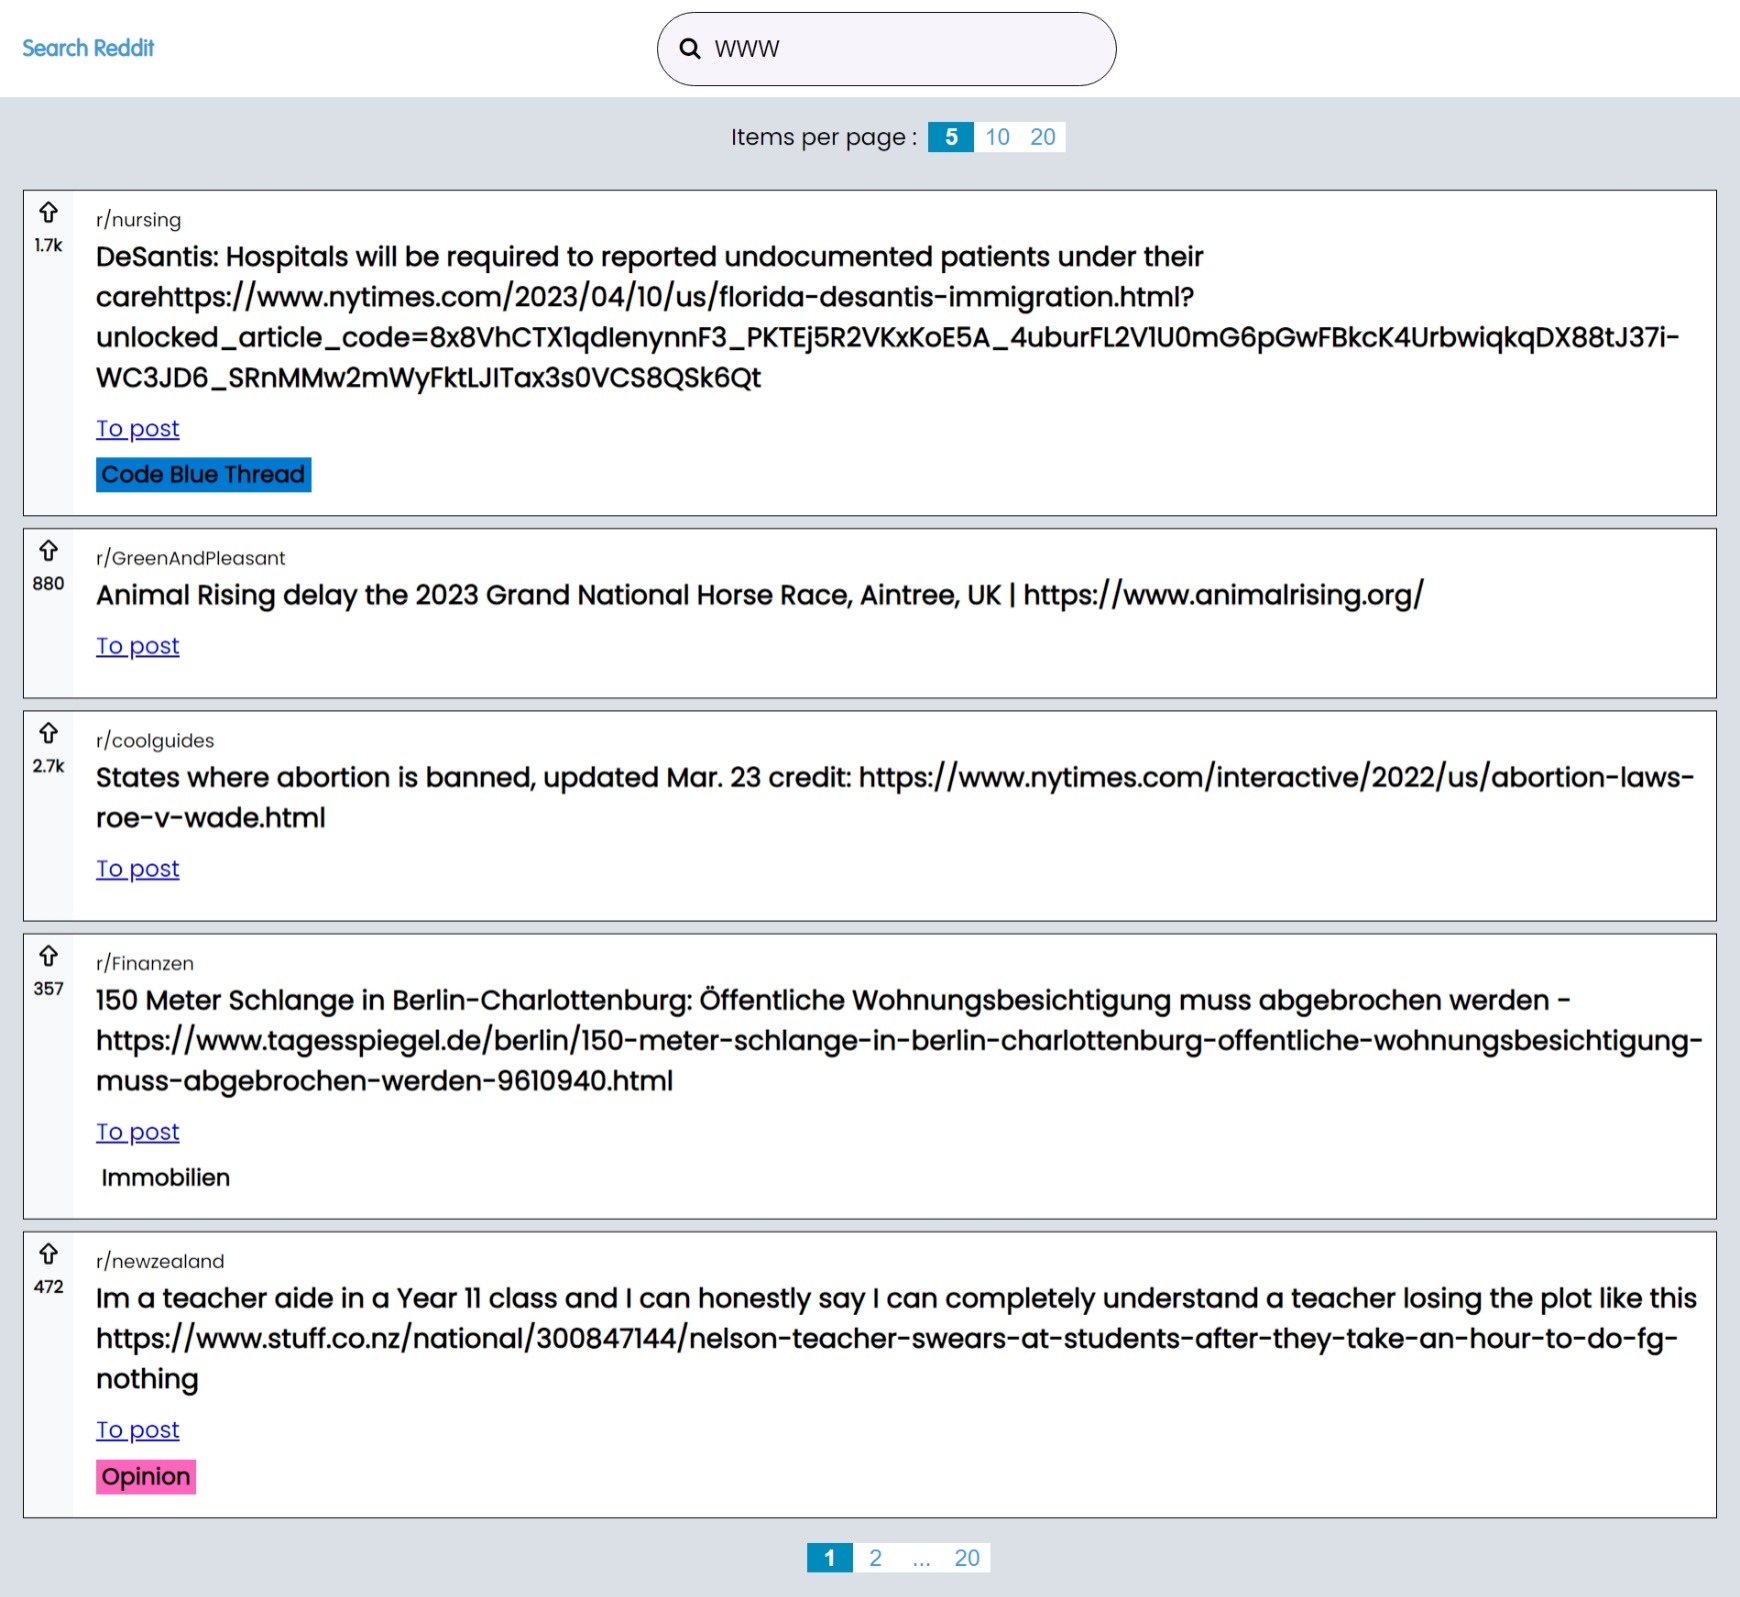 Search Reddit
WWW
Items per page : 5 10 20
r/nursing
1.7k
DeSantis: Hospitals will be required to reported undocumented patients under their
carehttps://www.nytimes.com/2023/04/10/us/florida-desantis-immigration.html?
unlocked_article_code=8x8VhCTX1qdIenynnF3_PKTEj5R2VKxKoE5A_4uburFL2V1U0mG6pGwFBkcK4UrbwiqkqDX88tJ37i-
WC3JD6_SRnMMw2mWyFktLJITax3s0VCS8QSk6Qt
To post
Code Blue Thread
r/GreenAndPleasant
880
Animal Rising delay the 2023 Grand National Horse Race, Aintree, UK | https://www.animalrising.org/
To post
r/coolguides
2.7k
States where abortion is banned, updated Mar. 23 credit: https://www.nytimes.com/interactive/2022/us/abortion-laws-
roe-v-wade.html
To post
r/Finanzen
357
150 Meter Schlange in Berlin-Charlottenburg: Öffentliche Wohnungsbesichtigung muss abgebrochen werden -
https://www.tagesspiegel.de/berlin/150-meter-schlange-in-berlin-charlottenburg-offentliche-wohnungsbesichtigung-
muss-abgebrochen-werden-9610940.html
To post
Immobilien
r/newzealand
472
Im a teacher aide in a Year 11 class and I can honestly say I can completely understand a teacher losing the plot like this
https://www.stuff.co.nz/national/300847144/nelson-teacher-swears-at-students-after-they-take-an-hour-to-do-fg-
nothing
To post
Opinion
1 2 ... 20